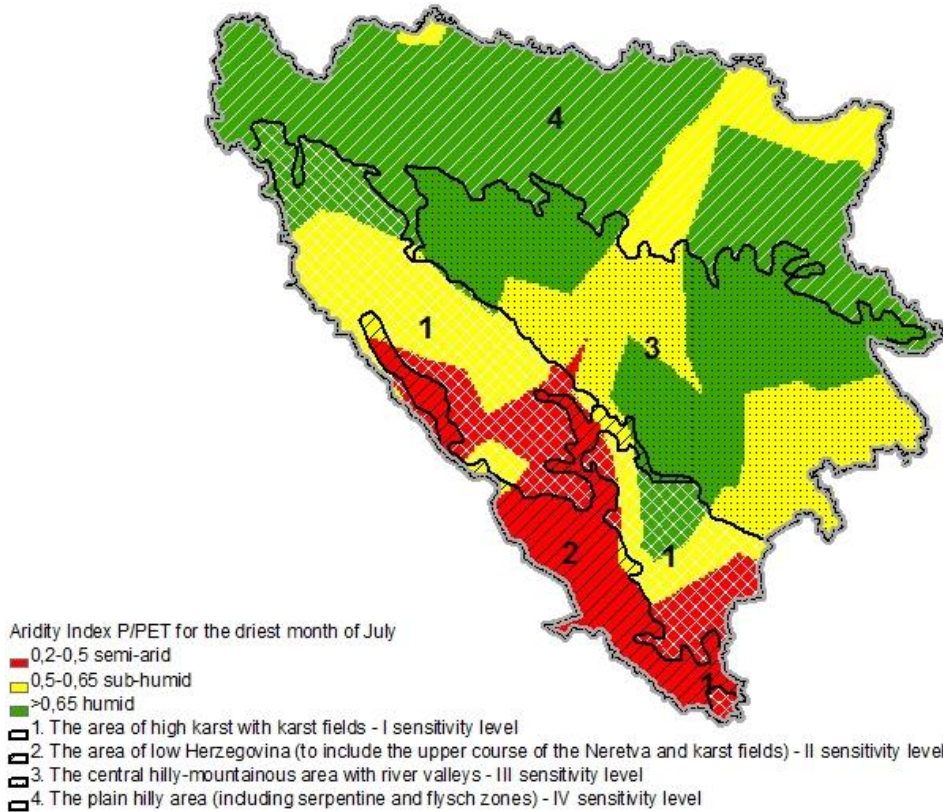 4
1
3
2
1
1
Aridity Index P/PET for the driest month of July
0,2-0,5 semi-arid
0,5-0,65 sub-humid
>0,65 humid
1. The area of high karst with karst fields - I sensitivity level
2. The area of low Herzegovina (to include the upper course of the Neretva and karst fields) - II sensitivity level
3. The central hilly-mountainous area with river valleys - III sensitivity level
4. The plain hilly area (including serpentine and flysch zones) - IV sensitivity level